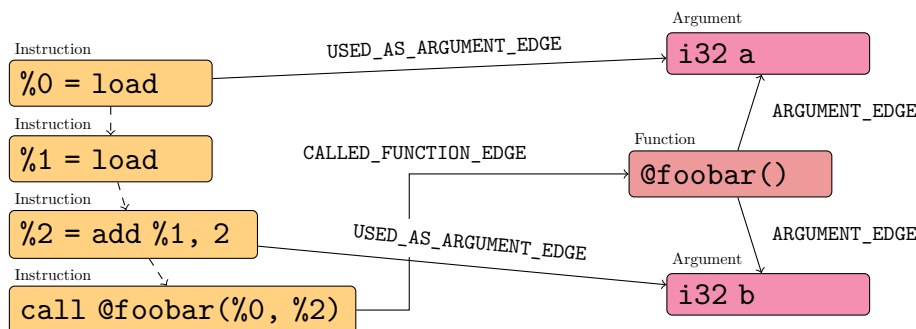 Instruction
%0 = load
Instruction
%1 = load
Instruction
%2 = add %1, 2
Instruction
call @foobar(%0, %2)
USED_AS_ARGUMENT_EDGE
CALLED_FUNCTION_EDGE
USED_AS_ARGUMENT_EDGE
Argument
i32 a
ARGUMENT_EDGE
Function
@foobar()
ARGUMENT_EDGE
Argument
i32 b